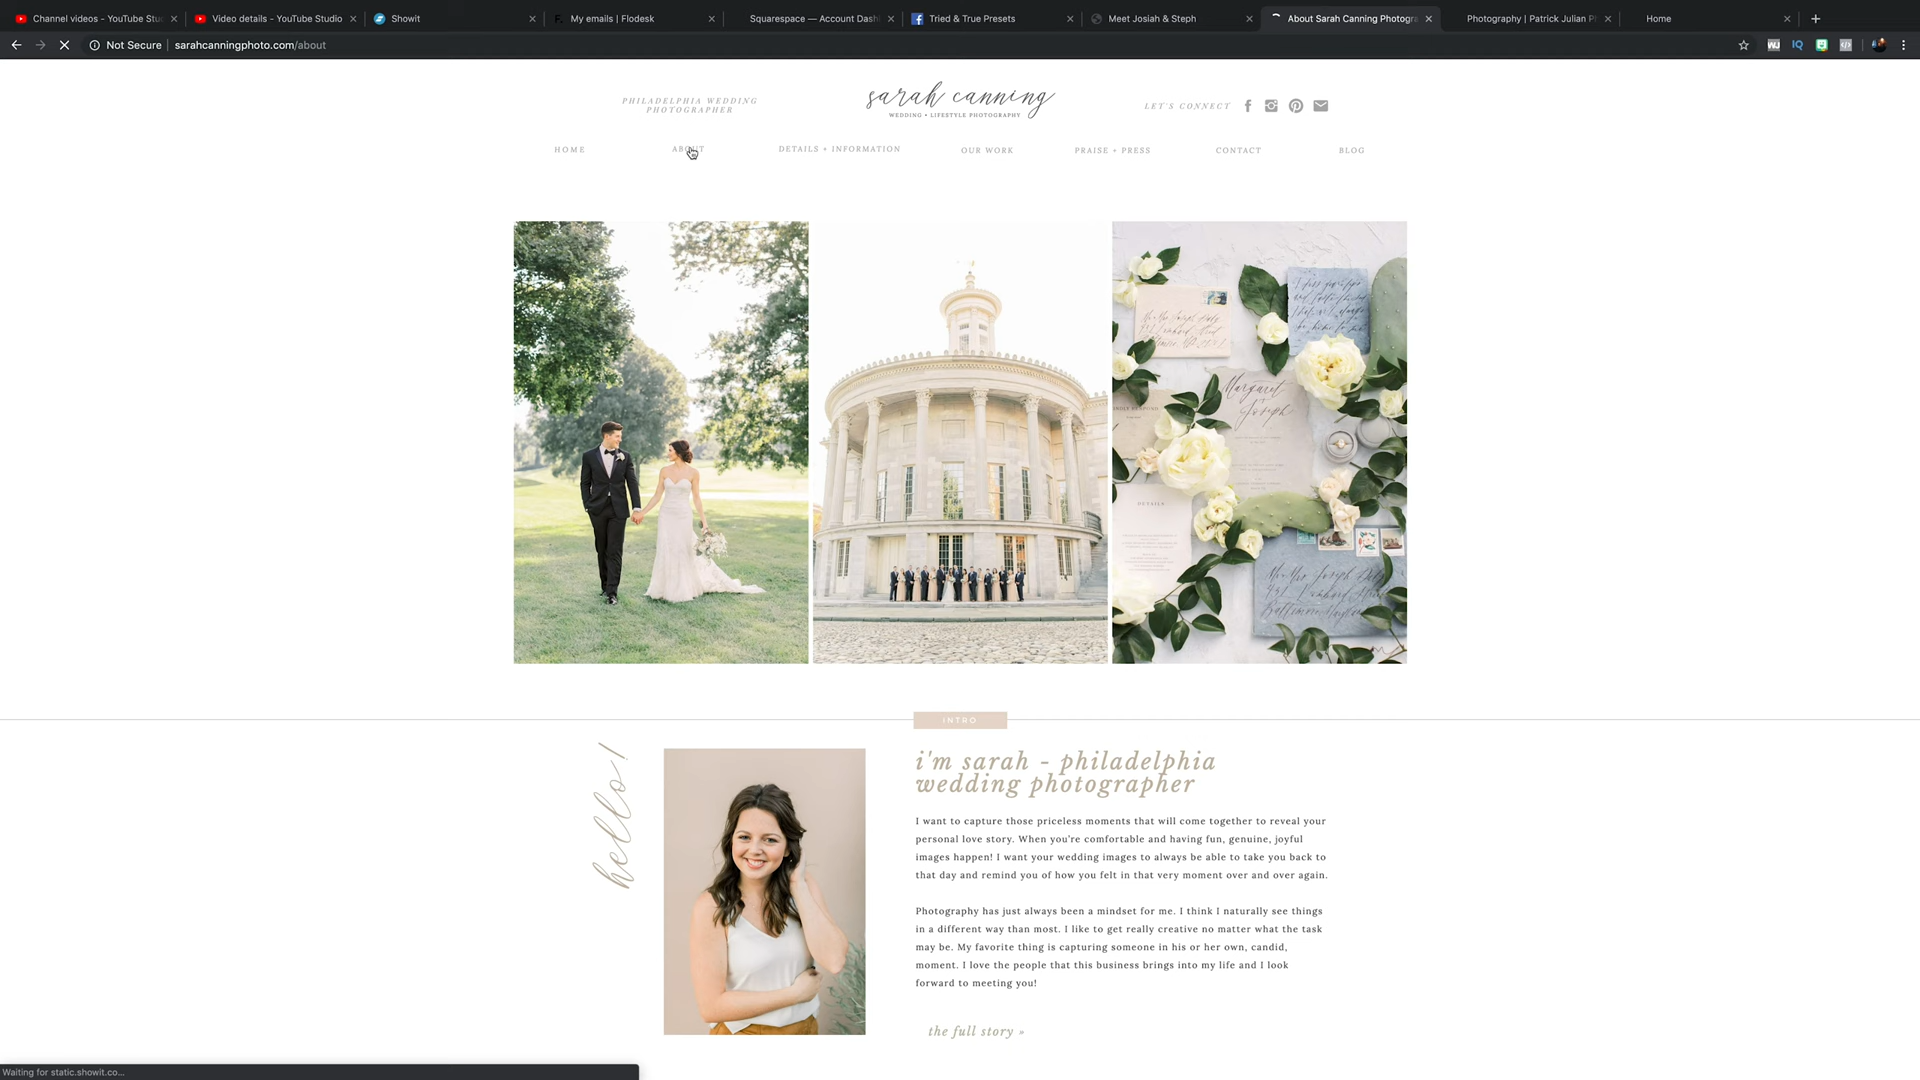 Channel videos - YouTube Stu
Video details - YouTube Studio
Showit
My emails | Flodesk
Squarespace — Account Dash
Tried & True Presets
Meet Josiah & Steph
About Sarah Canning Photogra
Photography | Patrick Julian Ph
Home
Not Secure
sarahcanningphoto.com/about
PHILADELPHIA WEDDING
PHOTOGRAPHER
sarah canning
WEDDING • LIFESTYLE PHOTOGRAPHY
LET'S CONNECT
HOME
ABOUT
DETAILS + INFORMATION
OUR WORK
PRAISE + PRESS
CONTACT
BLOG
Margaret
Joseph
DETAILS
INTRO
hello!
i'm sarah - philadelphia
wedding photographer
I want to capture those priceless moments that will come together to reveal your
personal love story. When you're comfortable and having fun, genuine, joyful
images happen! I want your wedding images to always be able to take you back to
that day and remind you of how you felt in that very moment over and over again.
Photography has just always been a mindset for me. I think I naturally see things
in a different way than most. I like to get really creative no matter what the task
may be. My favorite thing is capturing someone in his or her own, candid,
moment. I love the people that this business brings into my life and I look
forward to meeting you!
the full story »
Waiting for static.showit.co...